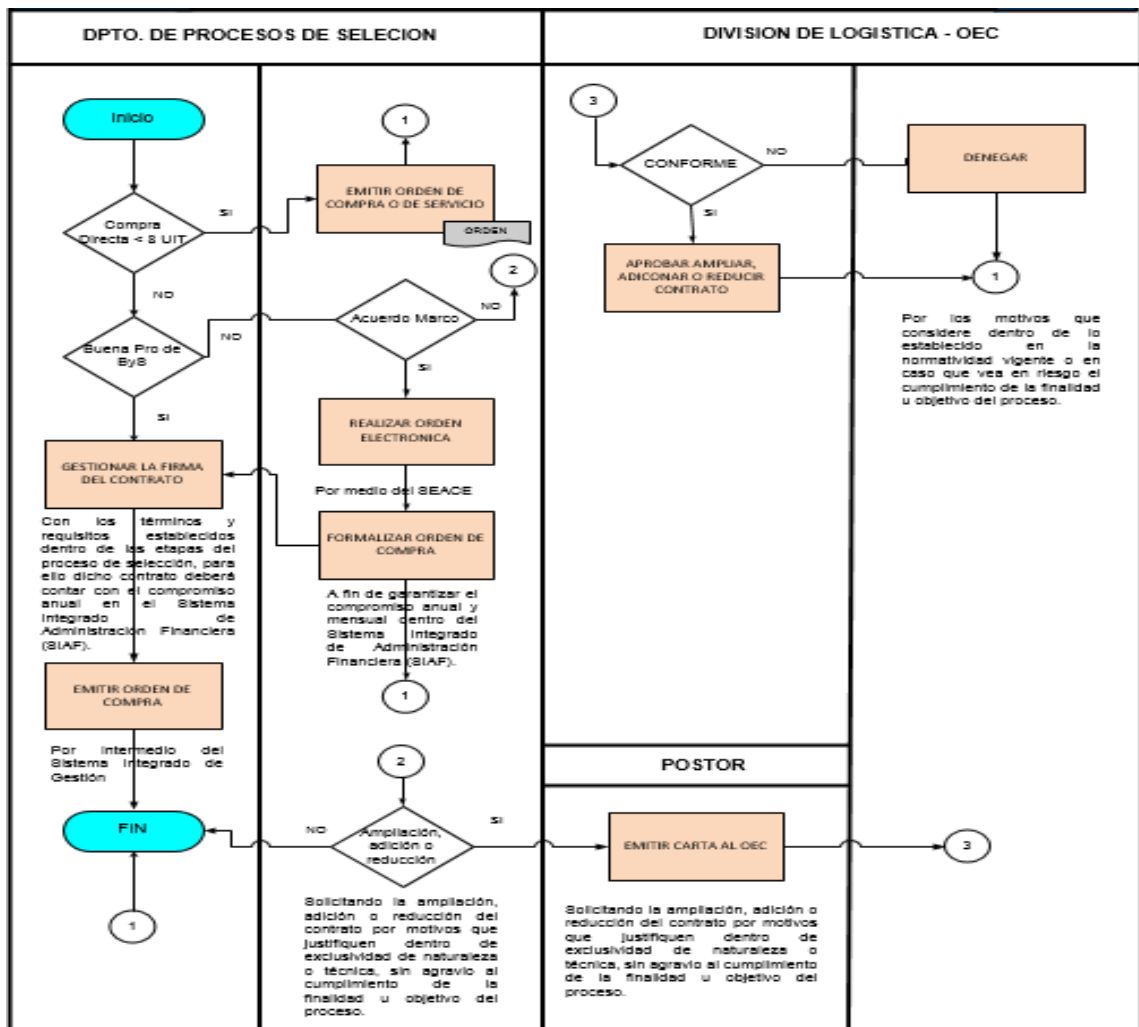 DPTO. DE PROCESOS DE SELECION
DIVISION DE LOGISTICA - OEC
Inicio
Compra
Directa < 8 UIT
SI
NO
EMITIR ORDEN DE
COMPRA O DE SERVICIO
ORDEN
1
2
Buena Pro de
ByS
NO
SI
Acuerdo Marco
NO
SI
REALIZAR ORDEN
ELECTRONICA
Por medio del SEACE
GESTIONAR LA FIRMA
DEL CONTRATO
Con los términos y
requisitos establecidos
dentro de las etapas del
proceso de selección, para
ello dicho contrato deberá
contar con el compromiso
anual en el Sistema
Integrado de
Administración Financiera
(SIAF).
FORMALIZAR ORDEN DE
COMPRA
A fin de garantizar el
compromiso anual y
mensual dentro del
Sistema Integrado
de Administración
Financiera (SIAF).
1
EMITIR ORDEN DE
COMPRA
Por intermedio del
Sistema Integrado de
Gestión
FIN
1
2
Ampliación,
adición o
reducción
NO
SI
Solicitando la ampliación,
adición o reducción del
contrato por motivos que
justifiquen dentro de
exclusividad de naturaleza
o técnica, sin agravio al
cumplimiento de la
finalidad u objetivo del
proceso.
3
CONFORME
NO
SI
DENEGAR
APROBAR AMPLIAR,
ADICONAR O REDUCIR
CONTRATO
1
Por los motivos que
considere dentro de lo
establecido en la
normatividad vigente o en
caso que vea en riesgo el
cumplimiento de la finalidad
u objetivo del proceso.
POSTOR
EMITIR CARTA AL OEC
3
Solicitando la ampliación, adición o
reducción del contrato por motivos
que justifiquen dentro de
exclusividad de naturaleza o
técnica, sin agravio al cumplimiento
de la finalidad u objetivo del
proceso.